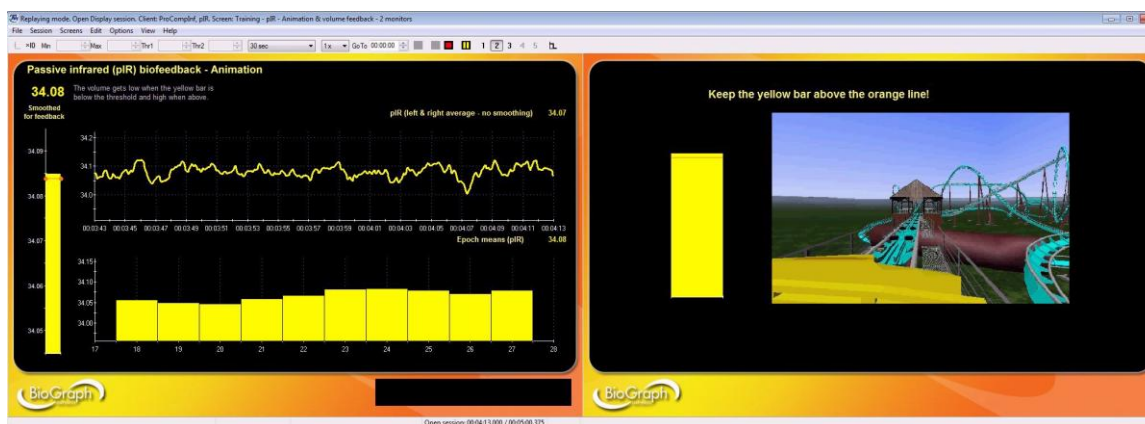 Replaying mode. Open Display session. Client: ProCompInf, pIR. Screen: Training - pIR - Animation & volume feedback - 2 monitors
File Session Screens Edit Options View Help
×10 Min Max Thr1 Thr2 30 sec 1x GoTo 00:00:00 1 2 3 4 5
Passive infrared (pIR) biofeedback - Animation
34.08 The volume gets low when the yellow bar is
below the threshold and high when above.
Smoothed
for feedback
pIR (left & right average - no smoothing) 34.07
34.2
34.1
34.0
00:03:43 00:03:45 00:03:47 00:03:49 00:03:51 00:03:53 00:03:55 00:03:57 00:03:59 00:04:01 00:04:03 00:04:05 00:04:07 00:04:09 00:04:11 00:04:13
34.09
34.08
34.07
34.06
34.05
Epoch means (pIR) 34.08
34.15
34.10
34.05
34.00
17 18 19 20 21 22 23 24 25 26 27 28
BioGraph
Keep the yellow bar above the orange line!
BioGraph
Open session: 00:04:13.000 / 00:05:00.375